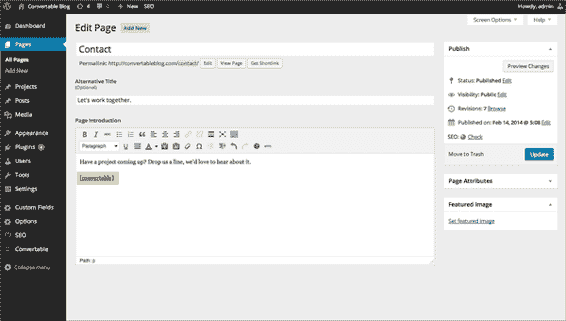 Convertable Blog 6 3 + New SEO Howdy, admin
Screen Options Help
Dashboard
Pages
All Pages
Add New
Projects
Posts
Media
Appearance
Plugins
Users
Tools
Settings
Custom Fields
Options
SEO
Convertable
Collapse menu
Edit Page Add New
Contact
Permalink: http://convertableblog.com/contact/ Edit View Page Get Shortlink
Alternative Title
(Optional)
Let's work together.
Page Introduction
Paragraph
Have a project coming up? Drop us a line, we'd love to hear about it.
[convertable]
Path: p
Publish
Preview Changes
Status: Published Edit
Visibility: Public Edit
Revisions: 7 Browse
Published on: Feb 14, 2014 @ 5:08 Edit
SEO: Check
Move to Trash Update
Page Attributes
Featured Image
Set featured image